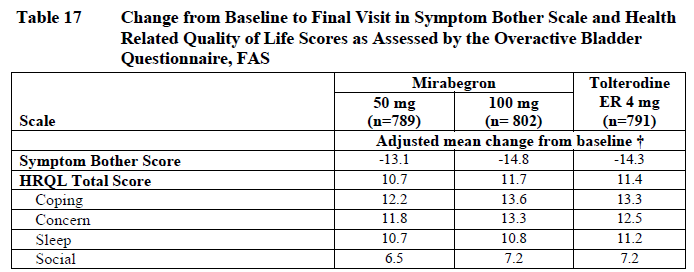 Table 17 Change from Baseline to Final Visit in Symptom Bother Scale and Health
Related Quality of Life Scores as Assessed by the Overactive Bladder
Questionnaire, FAS
Mirabegron Tolterodine
50 mg 100 mg ER 4 mg
Scale (n=789) (n= 802) (n=791)
Adjusted mean change from baseline †
Symptom Bother Score -13.1 -14.8 -14.3
HRQL Total Score 10.7 11.7 11.4
Coping 12.2 13.6 13.3
Concern 11.8 13.3 12.5
Sleep 10.7 10.8 11.2
Social 6.5 7.2 7.2